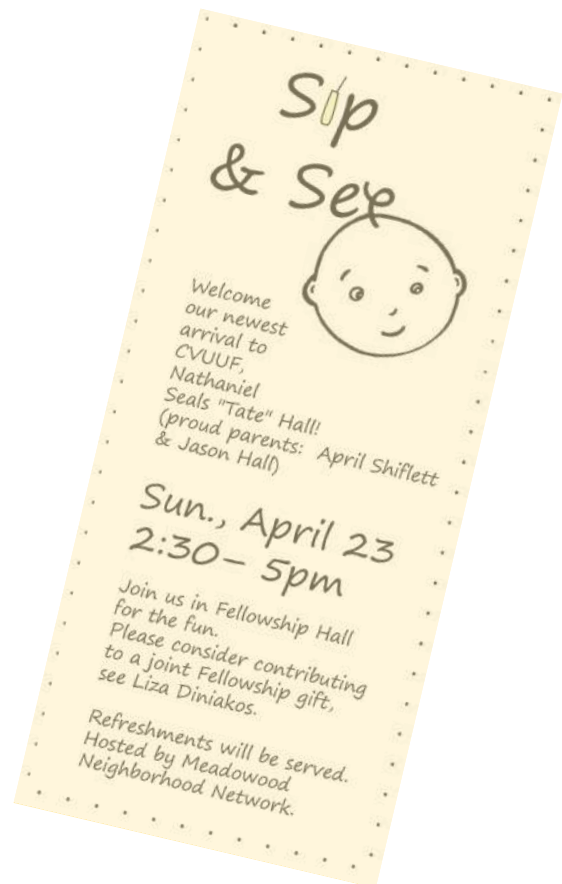 Sip
& See
Welcome
our newest
arrival to
CVUUF,
Nathaniel
Seals "Tate" Hall!
(proud parents:  April Shiflett
& Jason Hall)
Sun., April 23
2:30– 5pm
Join us in Fellowship Hall
for the fun.
Please consider contributing
to a joint Fellowship gift,
see Liza Diniakos.
Refreshments will be served.
Hosted by Meadowood
Neighborhood Network.